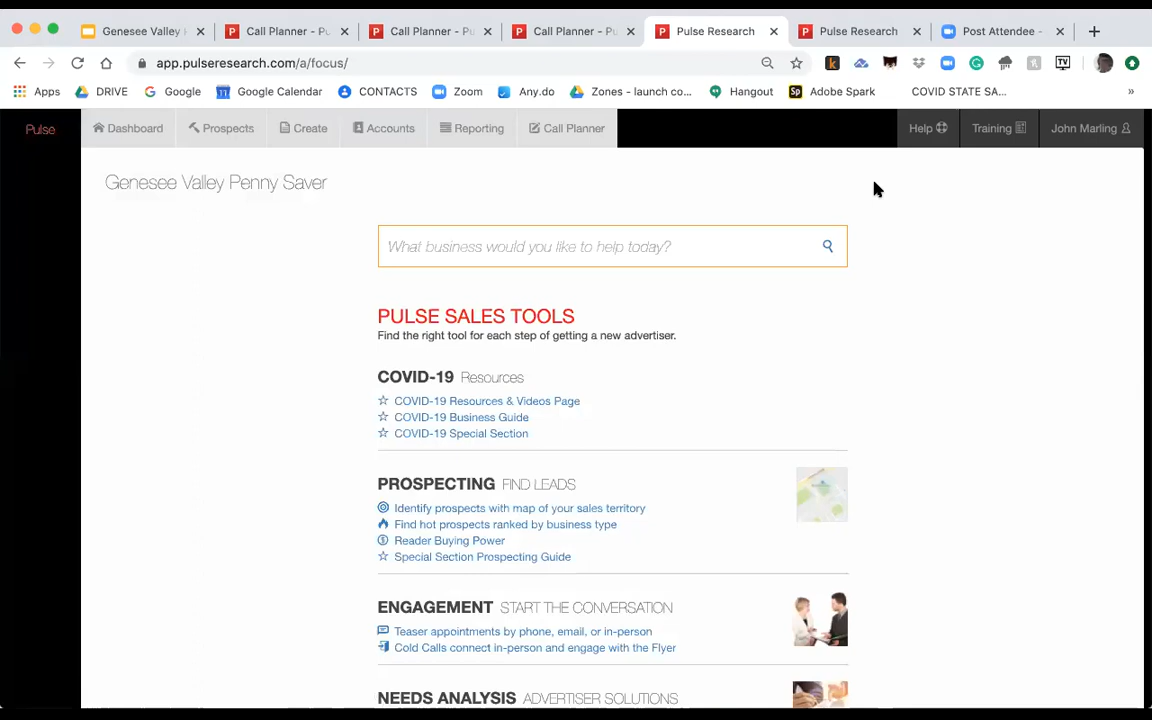 Genesee Valley
Call Planner - Pu
Call Planner - Pu
Call Planner - Pu
Pulse Research
Pulse Research
Post Attendee -
app.pulseresearch.com/a/focus/
TV
Apps
DRIVE
Google
Google Calendar
CONTACTS
Zoom
Any.do
Zones - launch co...
Hangout
Adobe Spark
COVID STATE SA...
»
Pulse
Dashboard
Prospects
Create
Accounts
Reporting
Call Planner
Help
Training
John Marling
Genesee Valley Penny Saver
What business would you like to help today?
PULSE SALES TOOLS
Find the right tool for each step of getting a new advertiser.
COVID-19 Resources
COVID-19 Resources & Videos Page
COVID-19 Business Guide
COVID-19 Special Section
PROSPECTING FIND LEADS
Identify prospects with map of your sales territory
Find hot prospects ranked by business type
Reader Buying Power
Special Section Prospecting Guide
ENGAGEMENT START THE CONVERSATION
Teaser appointments by phone, email, or in-person
Cold Calls connect in-person and engage with the Flyer
NEEDS ANALYSIS ADVERTISER SOLUTIONS